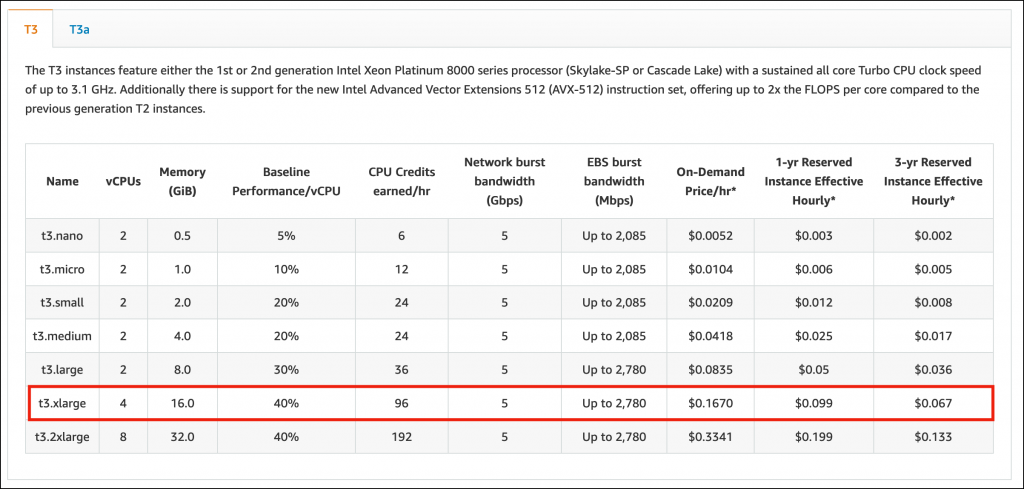 T3 T3a
The T3 instances feature either the 1st or 2nd generation Intel Xeon Platinum 8000 series processor (Skylake-SP or Cascade Lake) with a sustained all core Turbo CPU clock speed
of up to 3.1 GHz. Additionally there is support for the new Intel Advanced Vector Extensions 512 (AVX-512) instruction set, offering up to 2x the FLOPS per core compared to the
previous generation T2 instances.
Name vCPUs Memory (GiB) Baseline Performance/vCPU CPU Credits earned/hr Network burst bandwidth (Gbps) EBS burst bandwidth (Mbps) On-Demand Price/hr* 1-yr Reserved Instance Effective Hourly* 3-yr Reserved Instance Effective Hourly*
t3.nano 2 0.5 5% 6 5 Up to 2,085 $0.0052 $0.003 $0.002
t3.micro 2 1.0 10% 12 5 Up to 2,085 $0.0104 $0.006 $0.005
t3.small 2 2.0 20% 24 5 Up to 2,085 $0.0209 $0.012 $0.008
t3.medium 2 4.0 20% 24 5 Up to 2,085 $0.0418 $0.025 $0.017
t3.large 2 8.0 30% 36 5 Up to 2,780 $0.0835 $0.05 $0.036
t3.xlarge 4 16.0 40% 96 5 Up to 2,780 $0.1670 $0.099 $0.067
t3.2xlarge 8 32.0 40% 192 5 Up to 2,780 $0.3341 $0.199 $0.133